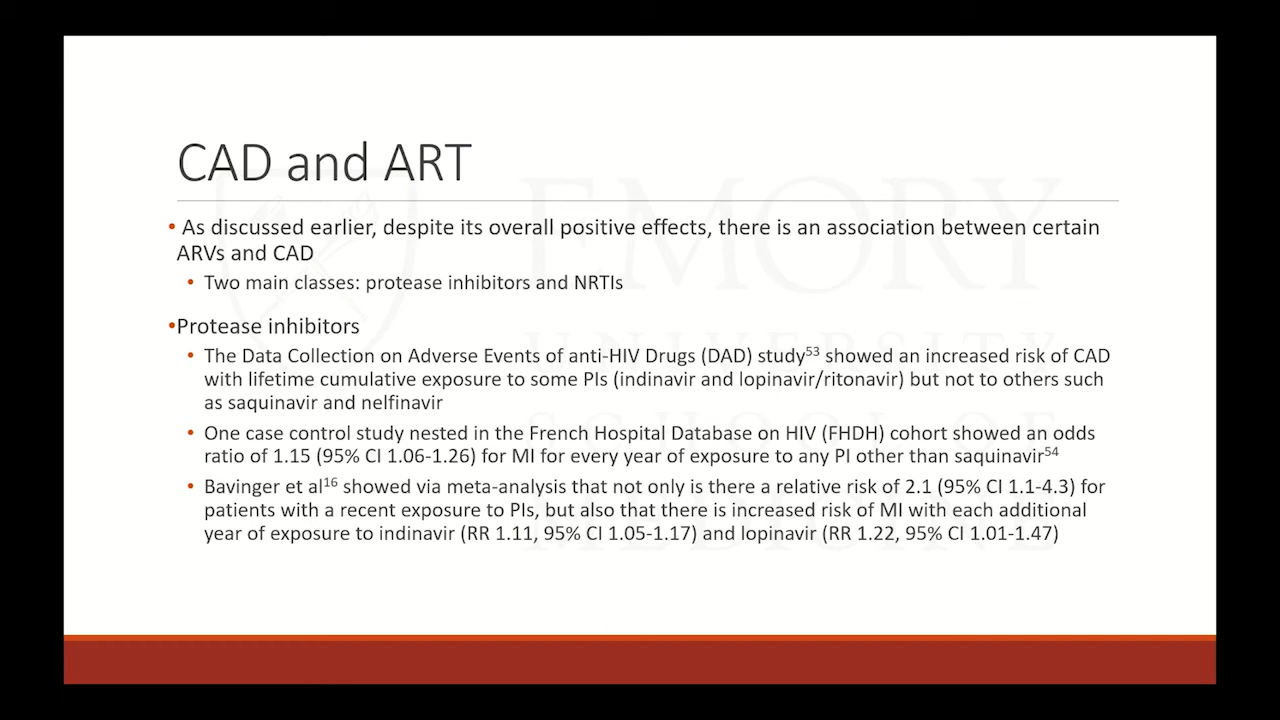 CAD and ART
• As discussed earlier, despite its overall positive effects, there is an association between certain
ARVs and CAD
• Two main classes: protease inhibitors and NRTIs
•Protease inhibitors
• The Data Collection on Adverse Events of anti-HIV Drugs (DAD) study53 showed an increased risk of CAD
with lifetime cumulative exposure to some PIs (indinavir and lopinavir/ritonavir) but not to others such
as saquinavir and nelfinavir
• One case control study nested in the French Hospital Database on HIV (FHDH) cohort showed an odds
ratio of 1.15 (95% CI 1.06-1.26) for MI for every year of exposure to any PI other than saquinavir54
• Bavinger et al16 showed via meta-analysis that not only is there a relative risk of 2.1 (95% CI 1.1-4.3) for
patients with a recent exposure to PIs, but also that there is increased risk of MI with each additional
year of exposure to indinavir (RR 1.11, 95% CI 1.05-1.17) and lopinavir (RR 1.22, 95% CI 1.01-1.47)
EMORY
UNIVERSITY
SCHOOL OF
MEDICINE